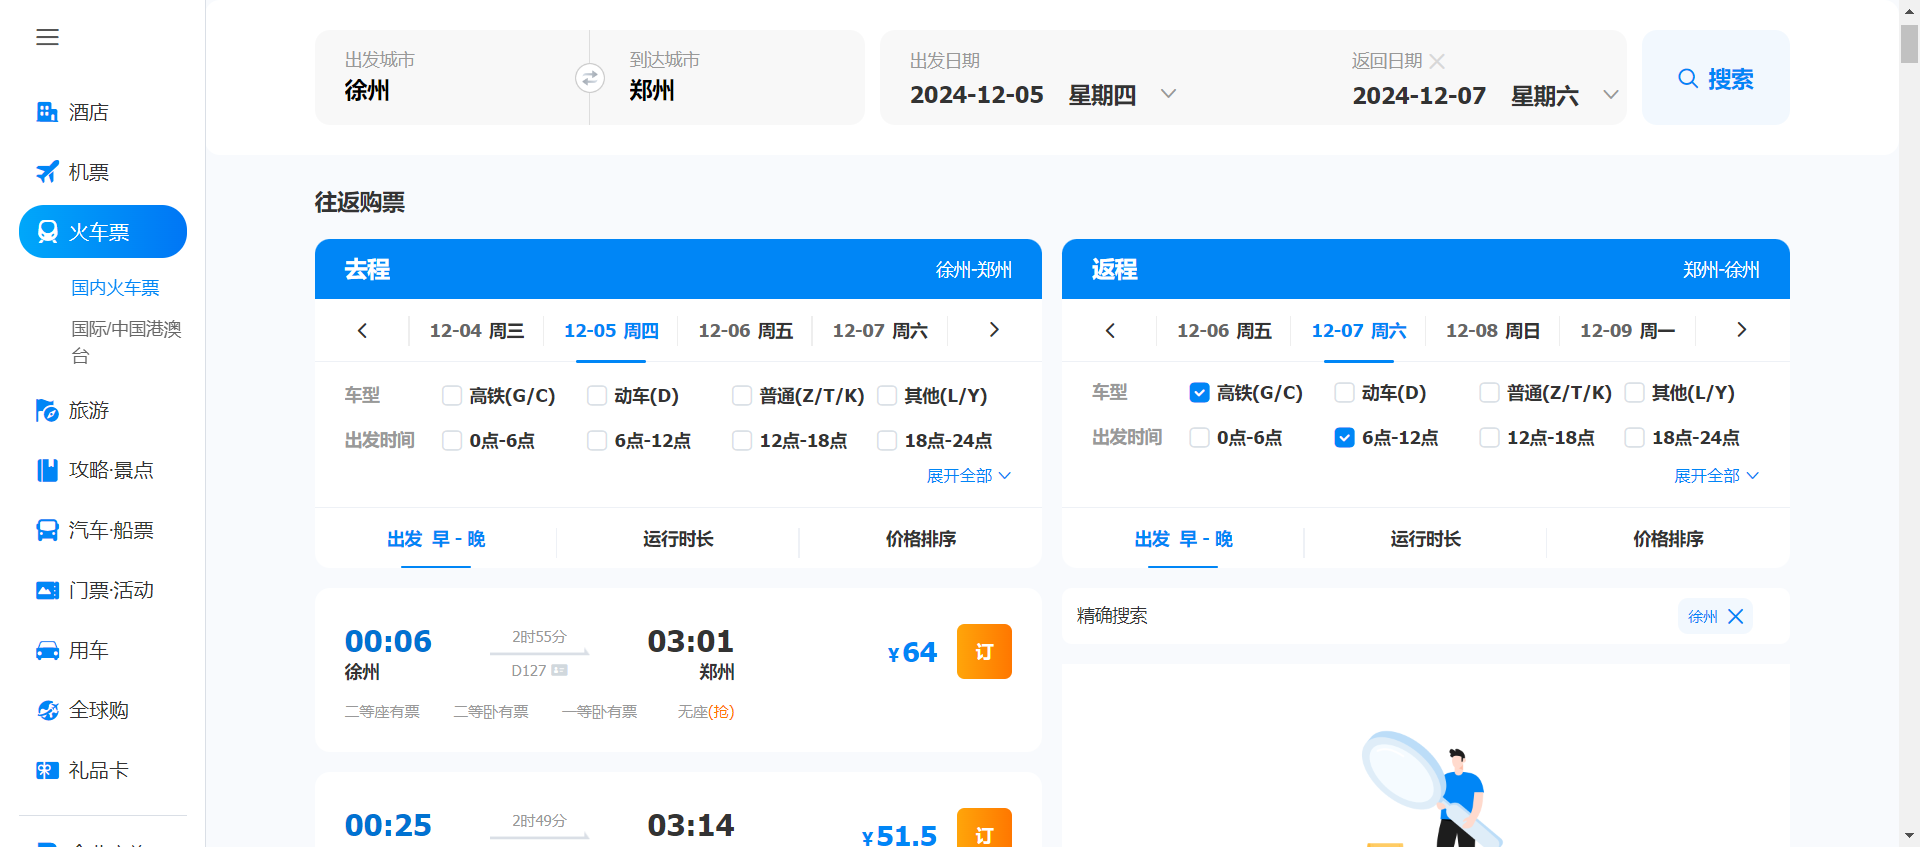 酒店
机票
火车票
国内火车票
国际/中国港澳
台
旅游
攻略·景点
汽车·船票
门票·活动
用车
全球购
礼品卡
出发城市
徐州
到达城市
郑州
出发日期
2024-12-05 星期四
返回日期
2024-12-07 星期六
搜索
往返购票
去程 徐州-郑州
12-04 周三 12-05 周四 12-06 周五 12-07 周六
车型 高铁(G/C) 动车(D) 普通(Z/T/K) 其他(L/Y)
出发时间 0点-6点 6点-12点 12点-18点 18点-24点
展开全部
出发 早 - 晚 运行时长 价格排序
00:06 2时55分 03:01
徐州 D127 郑州
¥64 订
二等座有票 二等卧有票 一等卧有票 无座(抢)
00:25 2时49分 03:14
¥51.5 订
返程 郑州-徐州
12-06 周五 12-07 周六 12-08 周日 12-09 周一
车型 高铁(G/C) 动车(D) 普通(Z/T/K) 其他(L/Y)
出发时间 0点-6点 6点-12点 12点-18点 18点-24点
展开全部
出发 早 - 晚 运行时长 价格排序
精确搜索 徐州